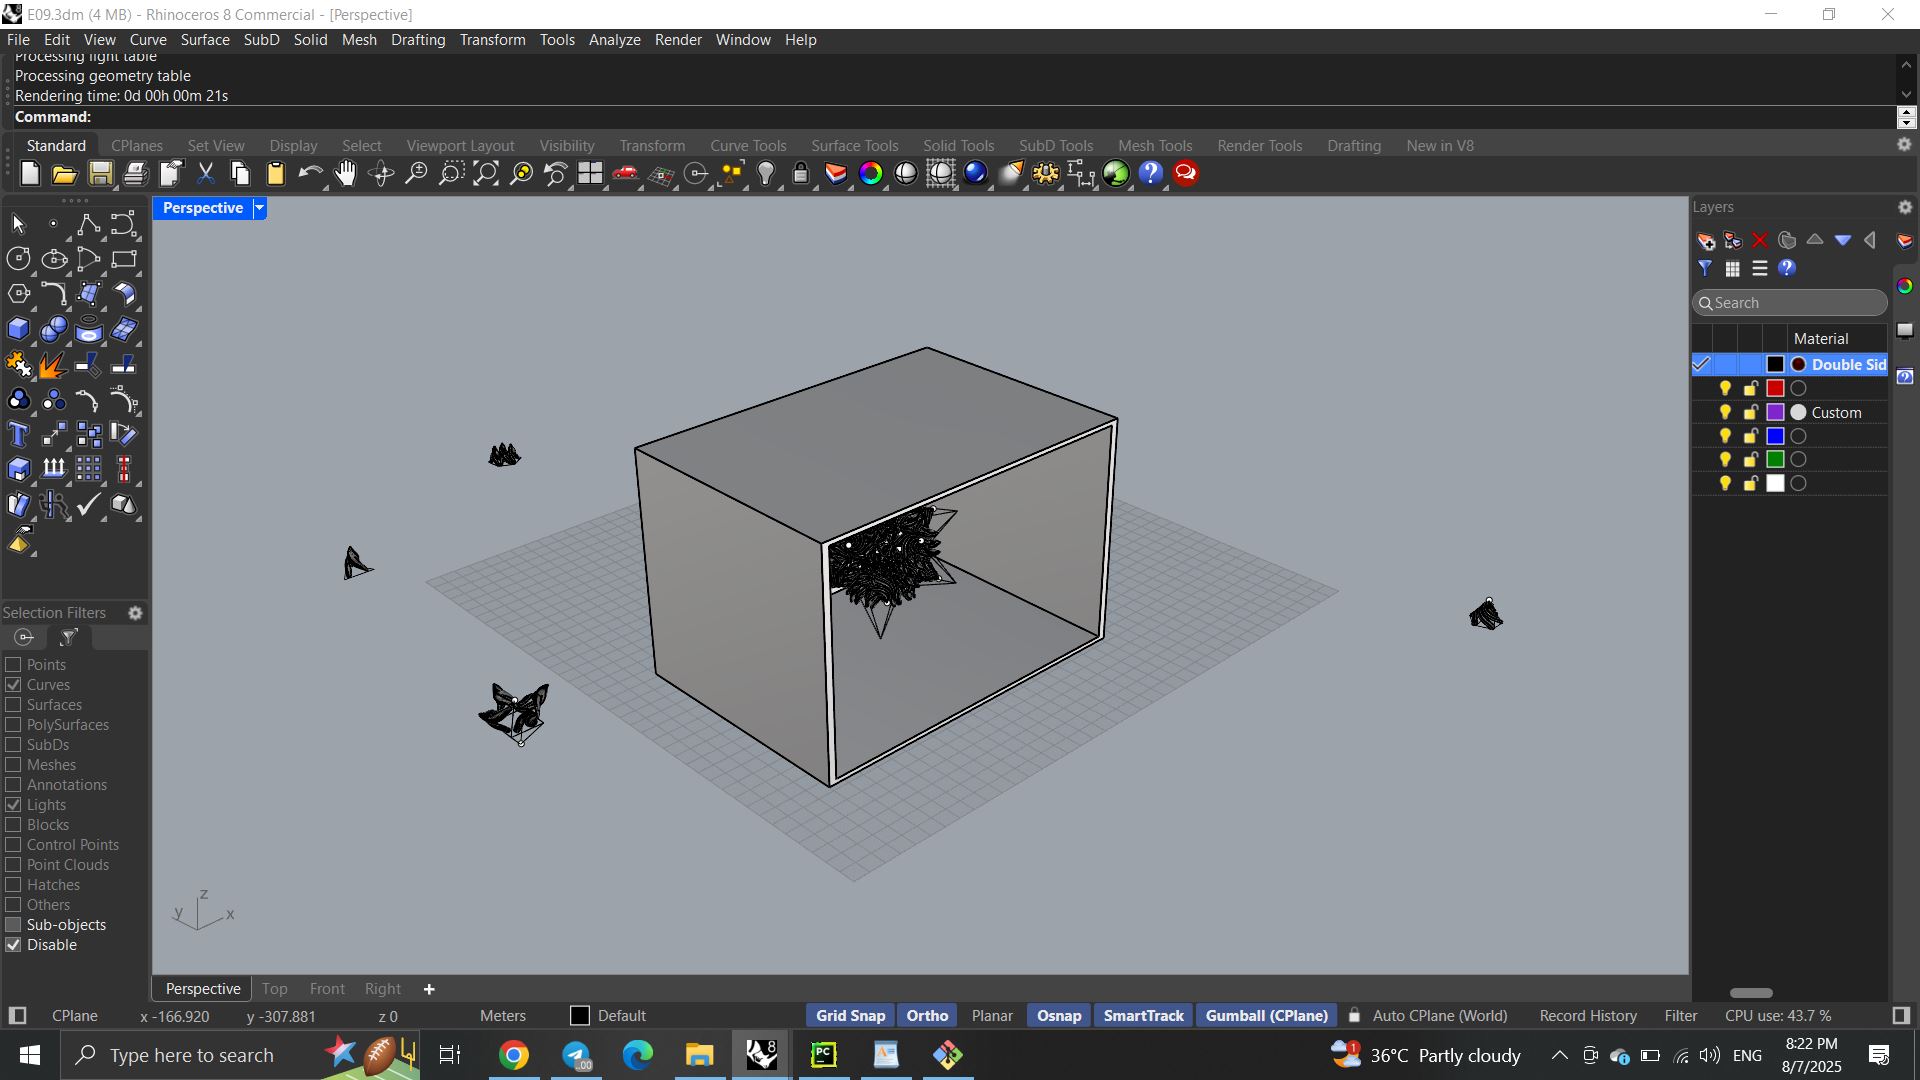 E09.3dm (4 MB) - Rhinoceros 8 Commercial - [Perspective]
File Edit View Curve Surface SubD Solid Mesh Drafting Transform Tools Analyze Render Window Help
Processing light table
Processing geometry table
Rendering time: 0d 00h 00m 21s
Command:
Standard CPlanes Set View Display Select Viewport Layout Visibility Transform Curve Tools Surface Tools Solid Tools SubD Tools Mesh Tools Render Tools Drafting New in V8
Perspective
Layers
Search
Material
Double Sid
Custom
Selection Filters
Points
Curves
Surfaces
PolySurfaces
SubDs
Meshes
Annotations
Lights
Blocks
Control Points
Point Clouds
Hatches
Others
Sub-objects
Disable
z
y x
Perspective Top Front Right
CPlane x -166.920 y -307.881 z 0 Meters Default Grid Snap Ortho Planar Osnap SmartTrack Gumball (CPlane) Auto CPlane (World) Record History Filter CPU use: 43.7 %
Type here to search 36°C Partly cloudy ENG
8:22 PM
8/7/2025